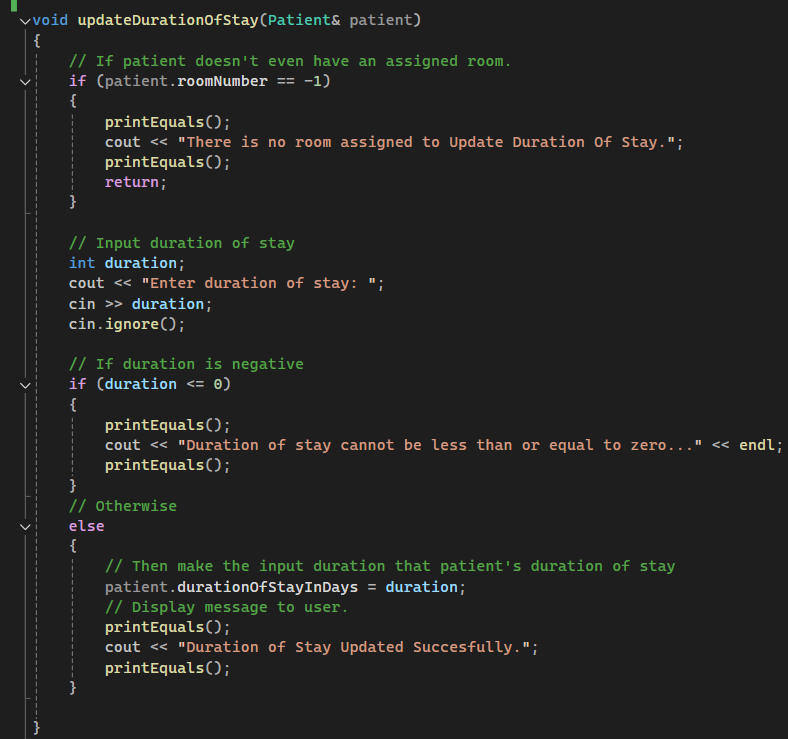 void updateDurationOfStay(Patient& patient)
{
    // If patient doesn't even have an assigned room.
    if (patient.roomNumber == -1)
    {
        printEquals();
        cout << "There is no room assigned to Update Duration Of Stay.";
        printEquals();
        return;
    }

    // Input duration of stay
    int duration;
    cout << "Enter duration of stay: ";
    cin >> duration;
    cin.ignore();

    // If duration is negative
    if (duration <= 0)
    {
        printEquals();
        cout << "Duration of stay cannot be less than or equal to zero..." << endl;
        printEquals();
    }
    // Otherwise
    else
    {
        // Then make the input duration that patient's duration of stay
        patient.durationOfStayInDays = duration;
        // Display message to user.
        printEquals();
        cout << "Duration of Stay Updated Succesfully.";
        printEquals();
    }

}